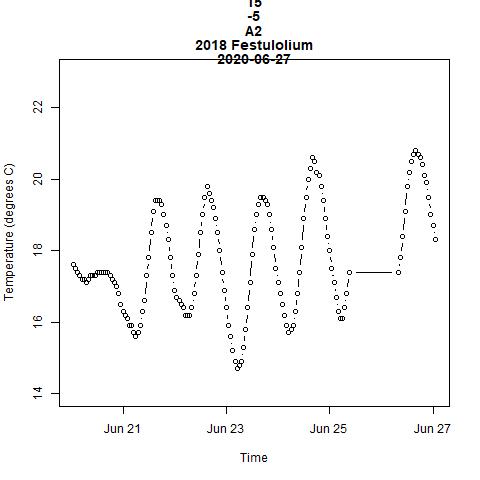 15
-5
A2
2018 Festulolium
2020-06-27
22
20
18
16
14
Temperature (degrees C)
Jun 21
Jun 23
Jun 25
Jun 27
Time